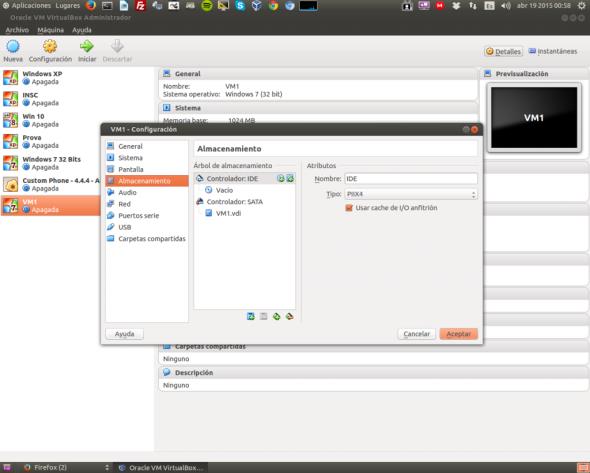 Aplicaciones Lugares
Es
abr 19 2015 00:58
Oracle VM VirtualBox Administrador
Archivo Máquina Ayuda
Nueva Configuración Iniciar Descartar
Detalles Instantáneas
Windows XP
Apagada
INSC
Apagada
Win 10
Apagada
Prova
Apagada
Windows 7 32 Bits
Apagada
Custom Phone - 4.4.4 - A
Apagada
VM1
Apagada
General
Nombre: VM1
Sistema operativo: Windows 7 (32 bit)
Sistema
Memoria base: 1024 MB
Previsualización
VM1
VM1 - Configuración
General
Sistema
Pantalla
Almacenamiento
Audio
Red
Puertos serie
USB
Carpetas compartidas
Almacenamiento
Árbol de almacenamiento
Controlador: IDE
Vacío
Controlador: SATA
VM1.vdi
Atributos
Nombre: IDE
Tipo: PIIX4
Usar cache de I/O anfitrión
Ayuda
Cancelar Aceptar
Carpetas compartidas
Ninguno
Descripción
Ninguno
Firefox (2)
Oracle VM VirtualBox...